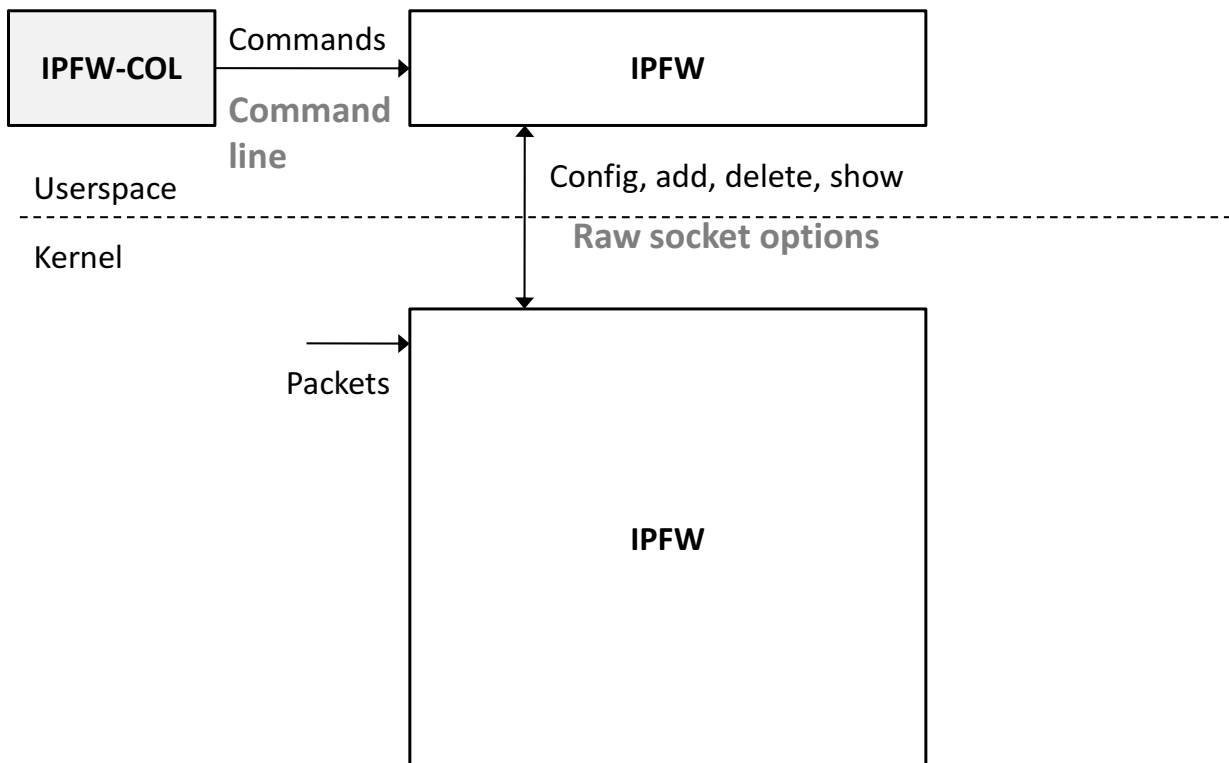 IPFW-COL
Commands
IPFW
Command
line
Userspace
Config, add, delete, show
Raw socket options
Kernel
Packets
IPFW